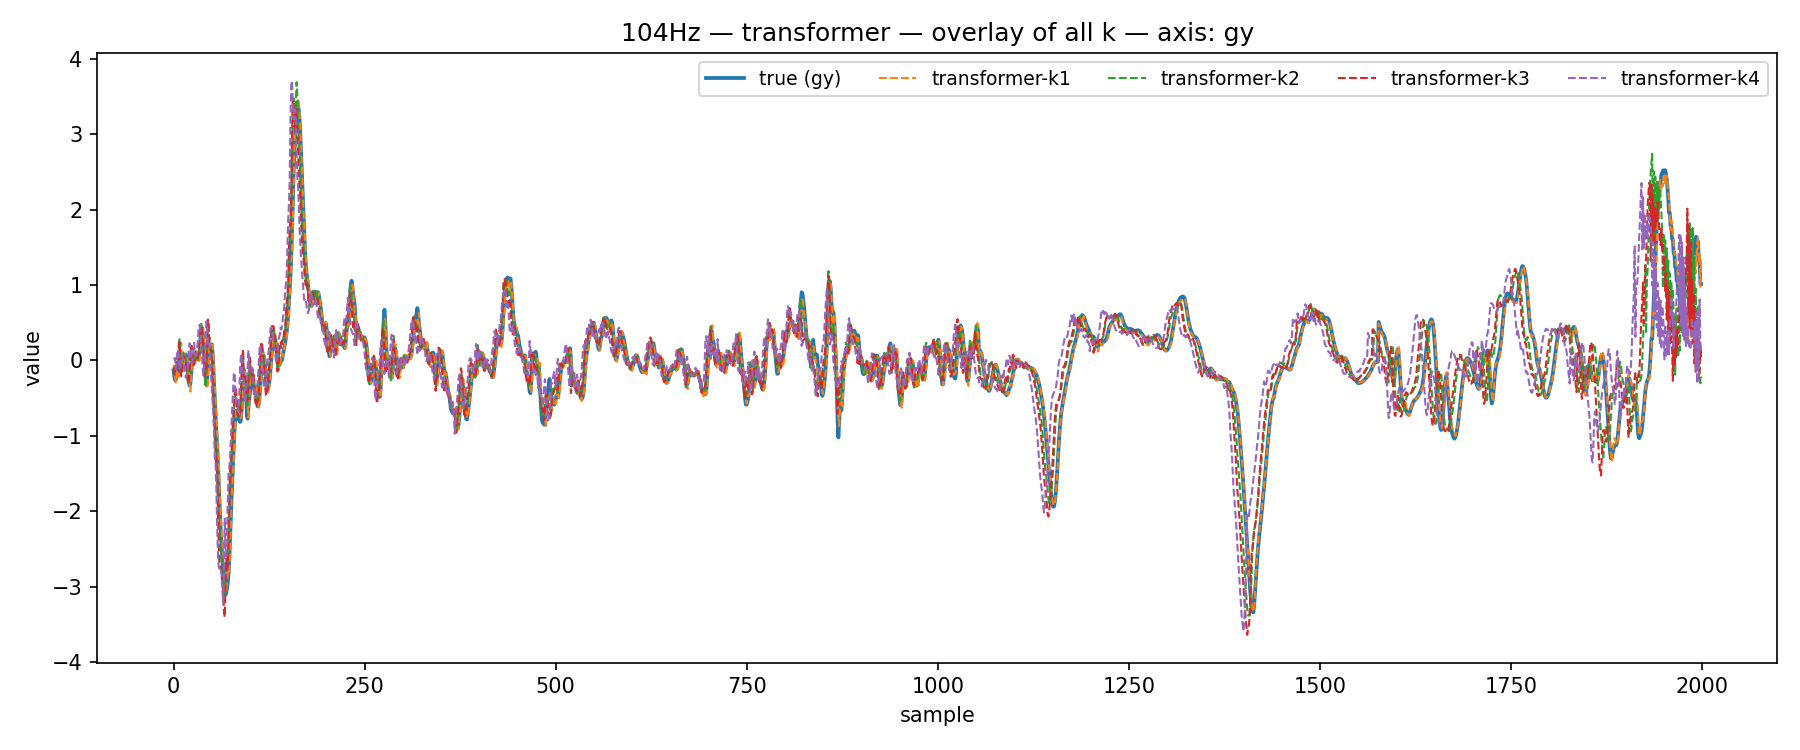 104Hz — transformer — overlay of all k — axis: gy
true (gy) transformer-k1 transformer-k2 transformer-k3 transformer-k4
value
4
3
2
1
0
−1
−2
−3
−4
0 250 500 750 1000 1250 1500 1750 2000
sample